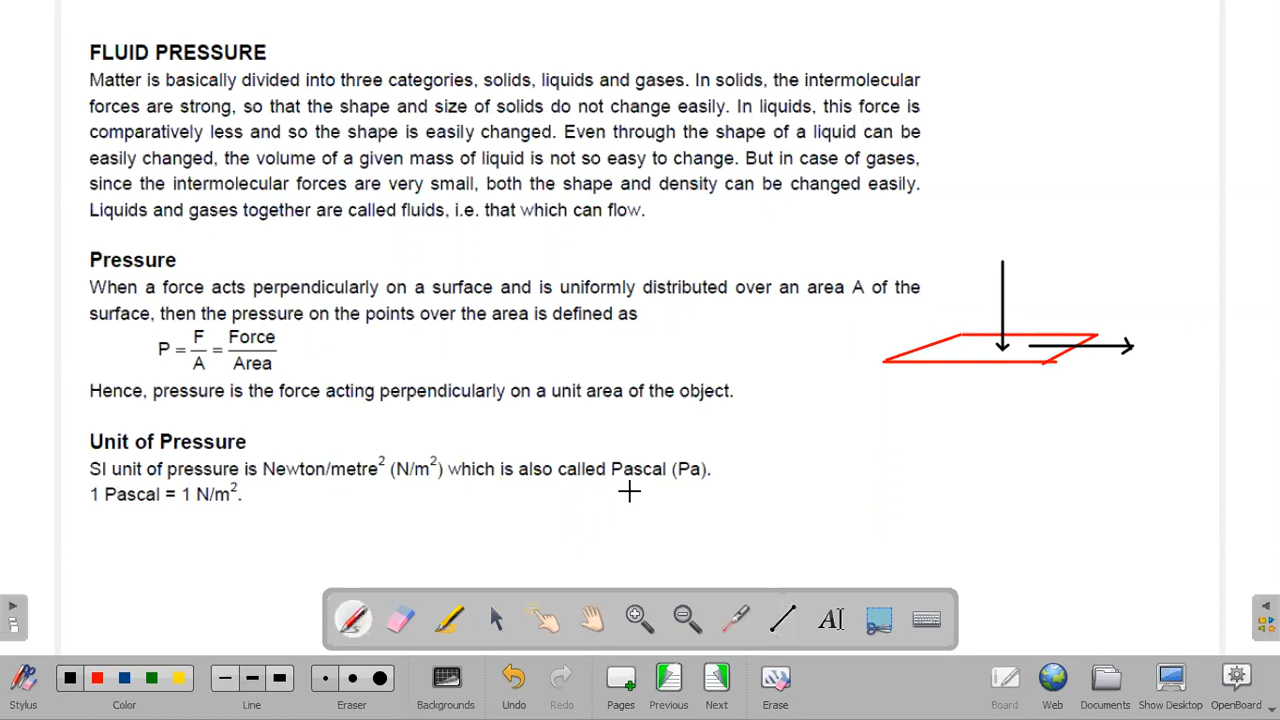 FLUID PRESSURE
Matter is basically divided into three categories, solids, liquids and gases. In solids, the intermolecular
forces are strong, so that the shape and size of solids do not change easily. In liquids, this force is
comparatively less and so the shape is easily changed. Even through the shape of a liquid can be
easily changed, the volume of a given mass of liquid is not so easy to change. But in case of gases,
since the intermolecular forces are very small, both the shape and density can be changed easily.
Liquids and gases together are called fluids, i.e. that which can flow.
Pressure
When a force acts perpendicularly on a surface and is uniformly distributed over an area A of the
surface, then the pressure on the points over the area is defined as
P = F/A = Force/Area
Hence, pressure is the force acting perpendicularly on a unit area of the object.
Unit of Pressure
SI unit of pressure is Newton/metre² (N/m²) which is also called Pascal (Pa).
1 Pascal = 1 N/m².
AI
Stylus Color Line Eraser Backgrounds Undo Redo Pages Previous Next Erase Board Web Documents Show Desktop OpenBoard